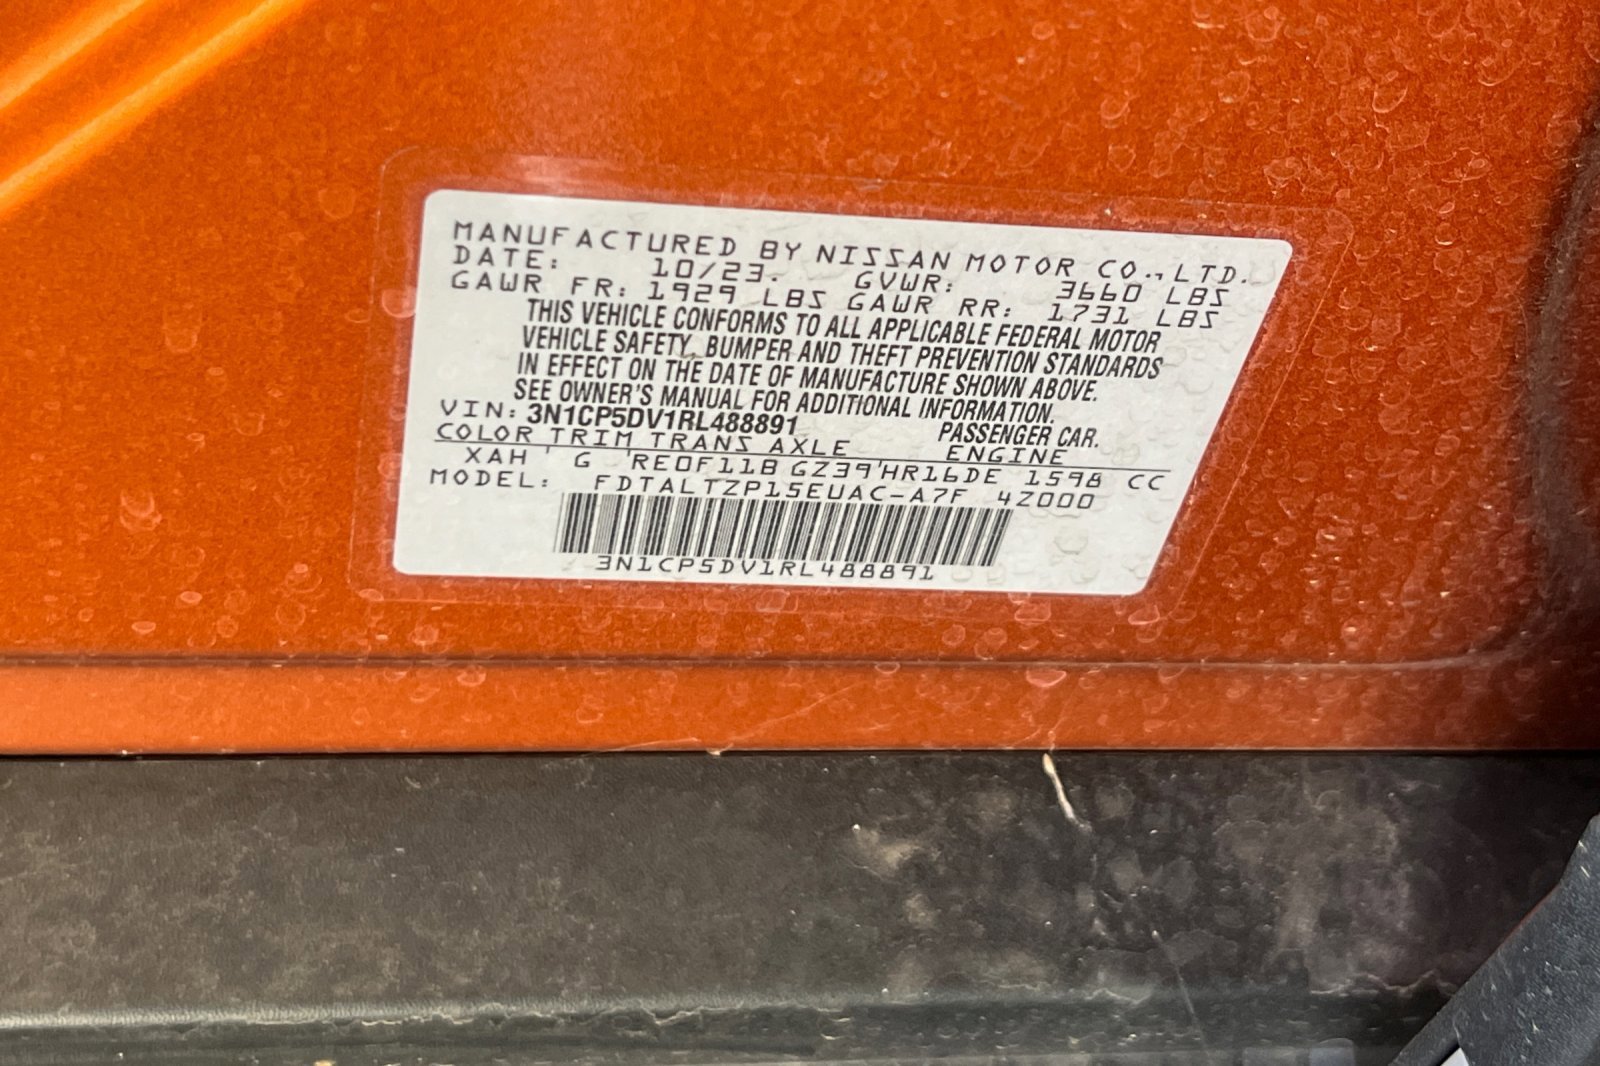 MANUFACTURED BY NISSAN MOTOR CO., LTD.
DATE: 10/23. GVWR: 3660 LBS
GAWR FR: 1929 LBS GAWR RR: 1731 LBS
THIS VEHICLE CONFORMS TO ALL APPLICABLE FEDERAL MOTOR
VEHICLE SAFETY, BUMPER AND THEFT PREVENTION STANDARDS
IN EFFECT ON THE DATE OF MANUFACTURE SHOWN ABOVE.
SEE OWNER'S MANUAL FOR ADDITIONAL INFORMATION.
VIN: 3N1CP5DV1RL488891 PASSENGER CAR.
COLOR TRIM TRANS AXLE ENGINE
XAH ' G 'RE0F11B GZ39'HR16DE 1598 CC
MODEL: FDTALTZP15EUAC-A7F 4Z000
3N1CP5DV1RL488891